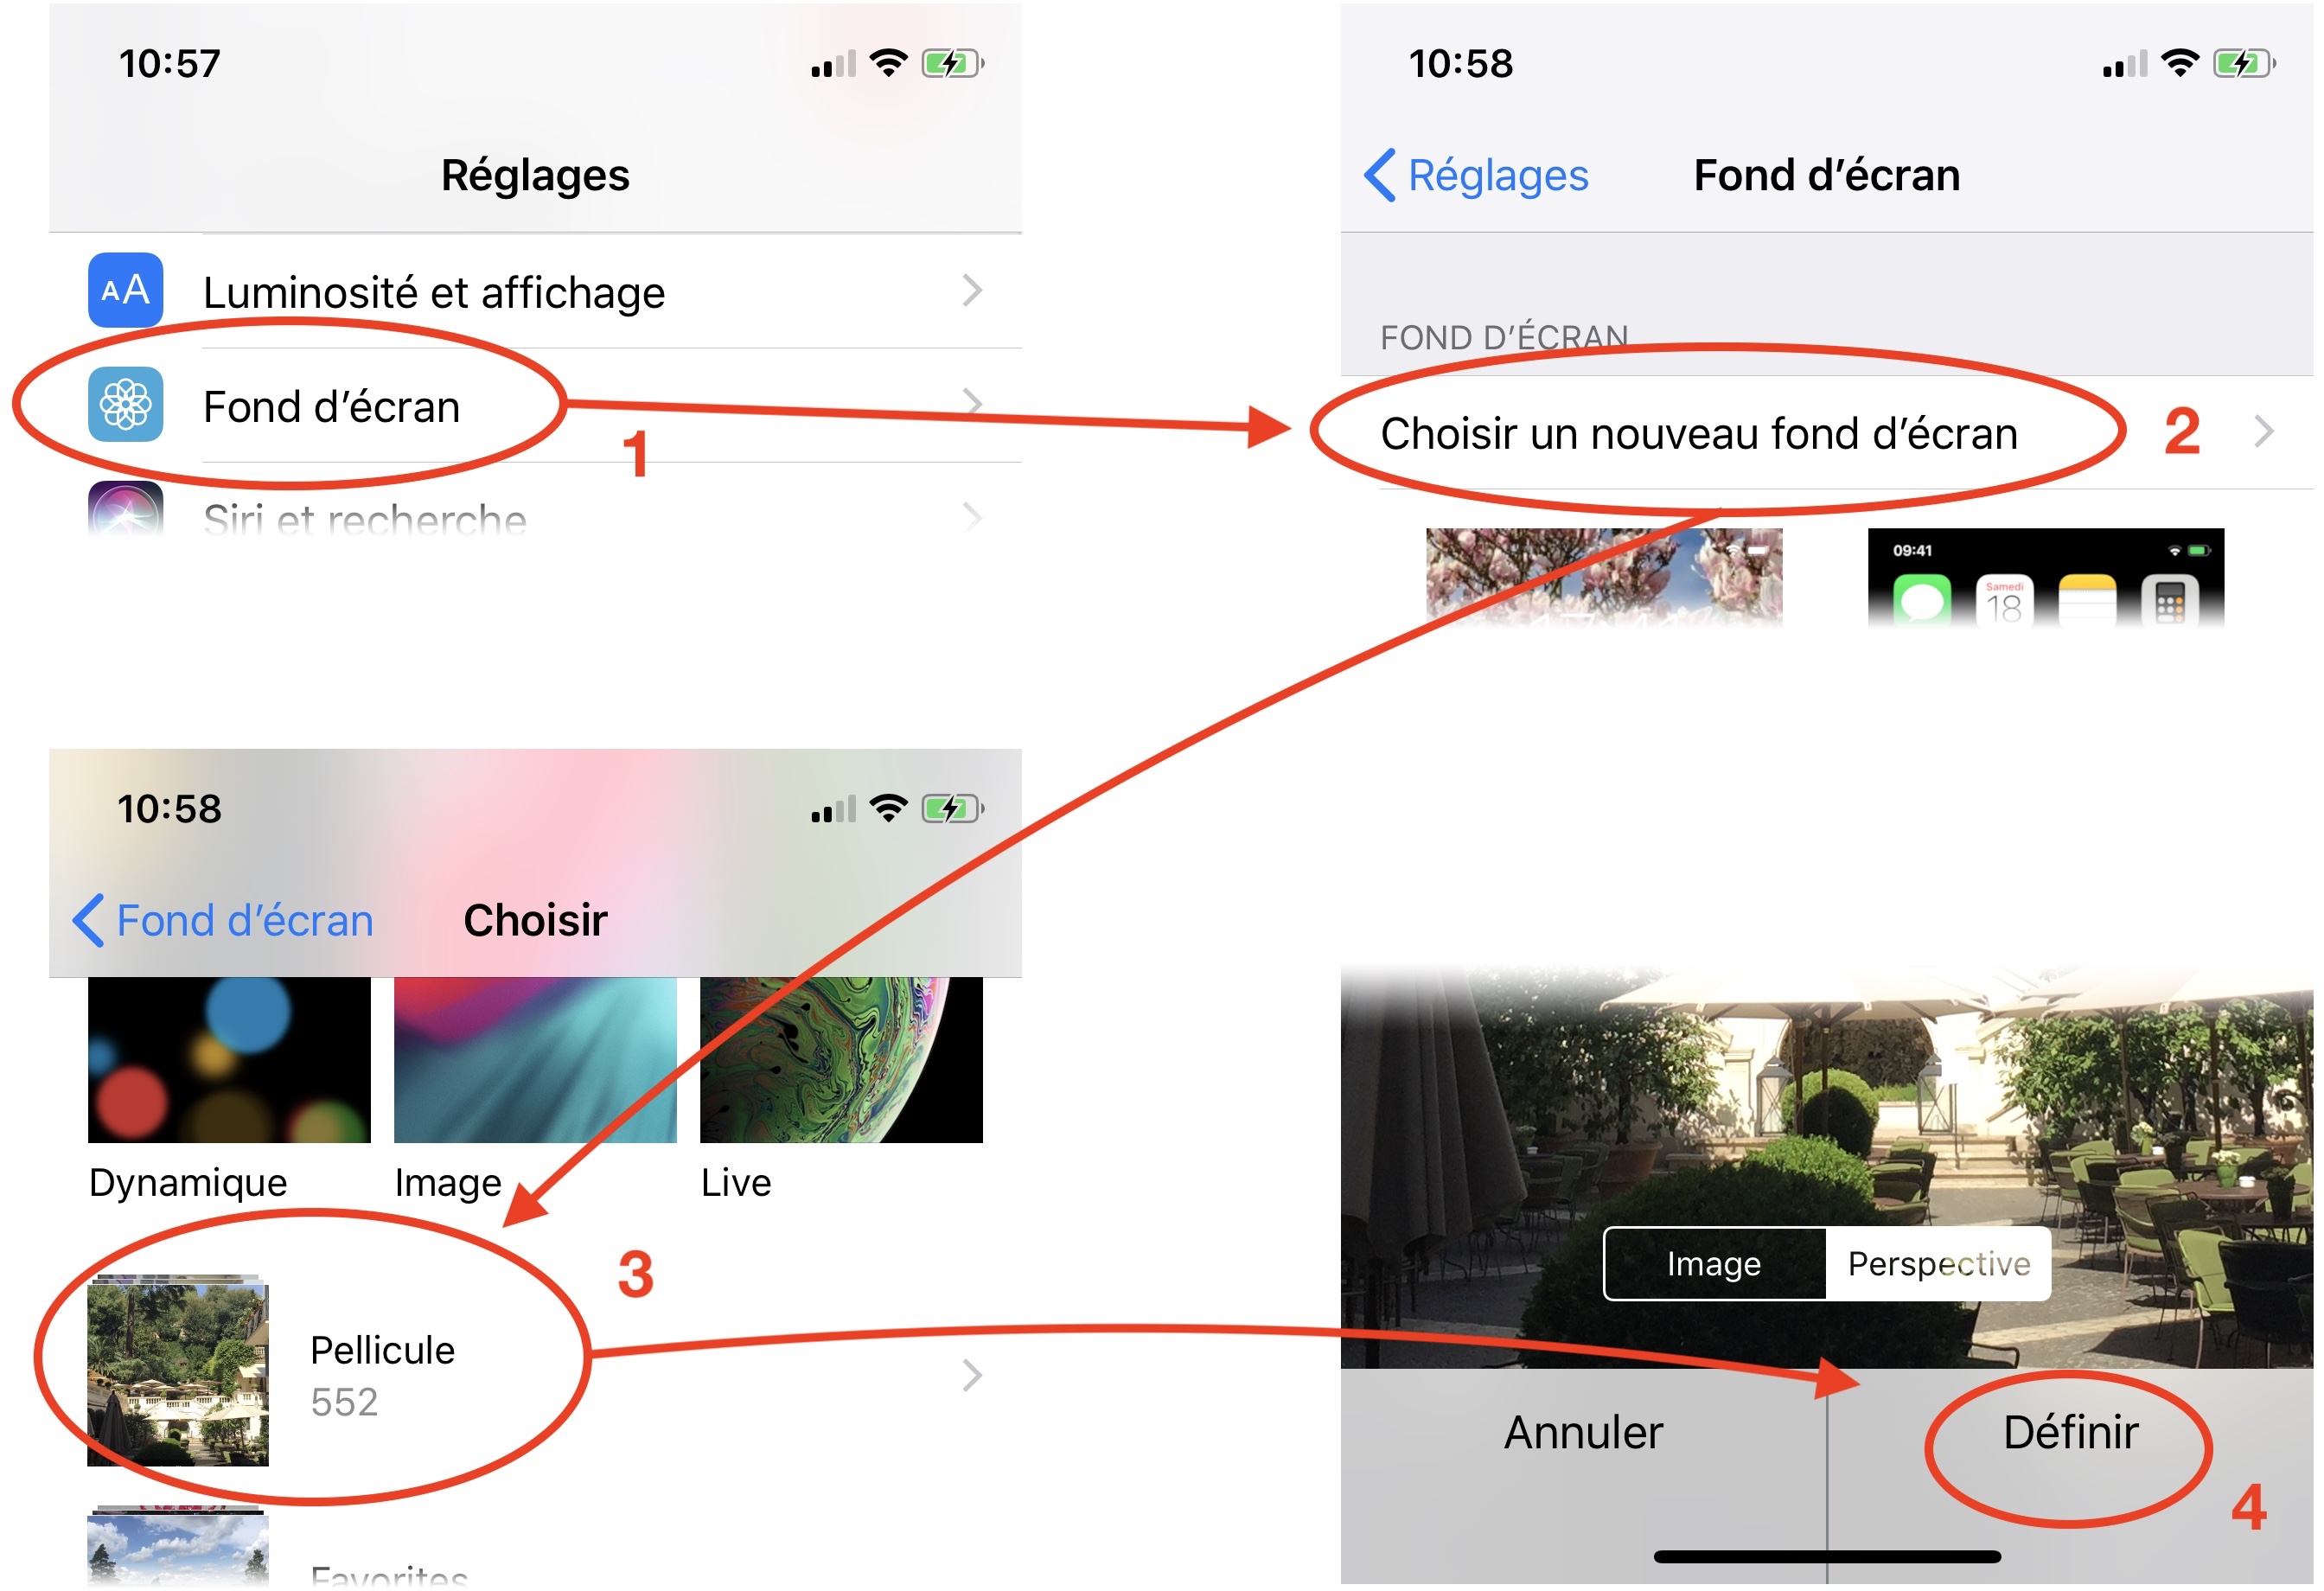 10:57
Réglages
AA
Luminosité et affichage
Fond d’écran
1
Siri et recherche
10:58
Réglages
Fond d’écran
FOND D’ÉCRAN
Choisir un nouveau fond d’écran
2
09:41
Samedi
18
10:58
Fond d’écran
Choisir
Dynamique
Image
Live
3
Pellicule
552
Favorites
Image
Perspective
Annuler
Définir
4